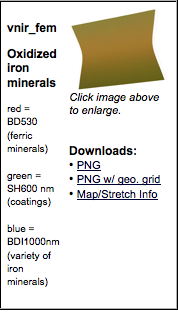 vnir_fem
Oxidized
iron
minerals
red =
BD530
(ferric
minerals)
green =
SH600 nm
(coatings)
blue =
BDI1000nm
(variety of
iron
minerals)
Click image above
to enlarge.
Downloads:
• PNG
• PNG w/ geo. grid
• Map/Stretch Info